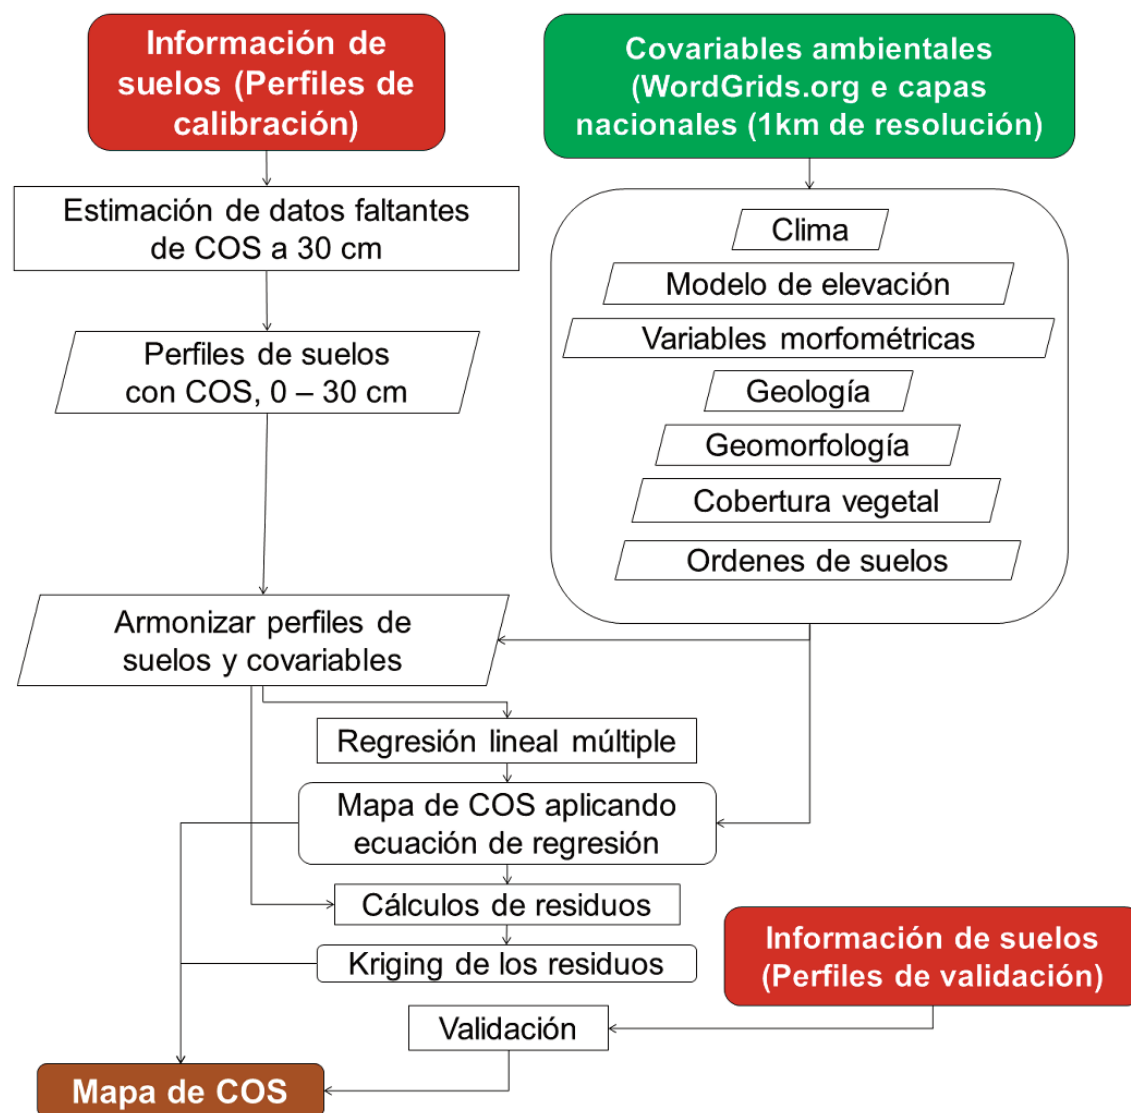 Información de
suelos (Perfiles de
calibración)
Covariables ambientales
(WordGrids.org e capas
nacionales (1km de resolución)
Estimación de datos faltantes
de COS a 30 cm
Clima
Modelo de elevación
Variables morfométricas
Geología
Geomorfología
Cobertura vegetal
Ordenes de suelos
Perfiles de suelos
con COS, 0 – 30 cm
Armonizar perfiles de
suelos y covariables
Regresión lineal múltiple
Mapa de COS aplicando
ecuación de regresión
Cálculos de residuos
Kriging de los residuos
Información de suelos
(Perfiles de validación)
Validación
Mapa de COS